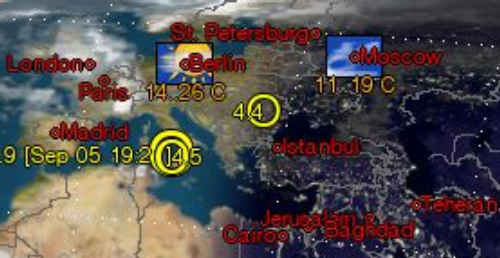 St. Petersburg
London
Berlin
Moscow
Paris
14..26 C
11 19 C
4.4
Madrid
.9 [Sep 05 19:2
]4.5
Istanbul
Teheran
Jerusalem
Baghdad
Cairo